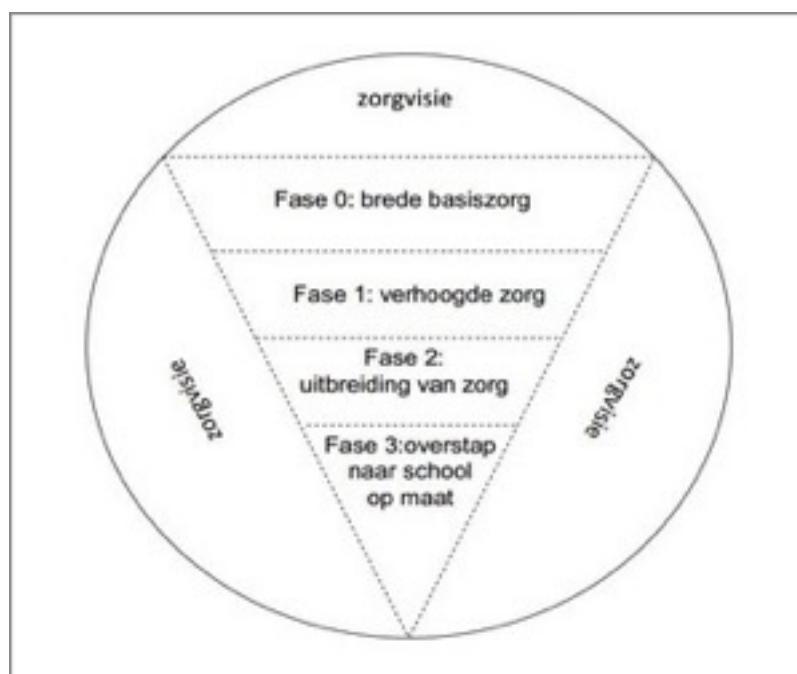 zorgvisie
Fase 0: brede basiszorg
Fase 1: verhoogde zorg
Fase 2:
uitbreiding van zorg
Fase 3:overstap
naar school
op maat
zorgvisie
zorgvisie